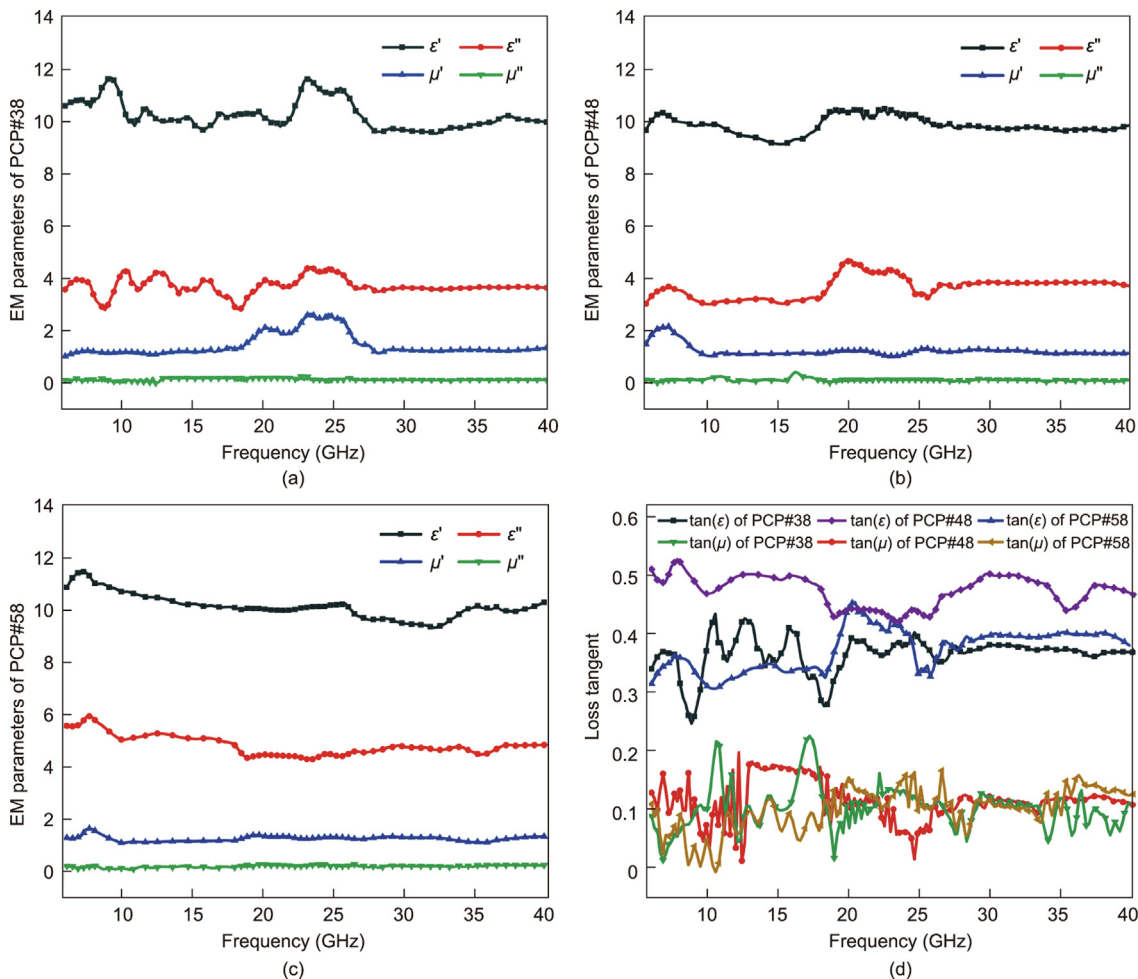 14
12
10
8
6
4
2
0
EM parameters of PCP#38
ε' ε"
μ' μ"
10 15 20 25 30 35 40
Frequency (GHz)
(a)
14
12
10
8
6
4
2
0
EM parameters of PCP#48
ε' ε"
μ' μ"
10 15 20 25 30 35 40
Frequency (GHz)
(b)
14
12
10
8
6
4
2
0
EM parameters of PCP#58
ε' ε"
μ' μ"
10 15 20 25 30 35 40
Frequency (GHz)
(c)
0.6
0.5
0.4
0.3
0.2
0.1
0
Loss tangent
tan(ε) of PCP#38 tan(ε) of PCP#48 tan(ε) of PCP#58
tan(μ) of PCP#38 tan(μ) of PCP#48 tan(μ) of PCP#58
10 15 20 25 30 35 40
Frequency (GHz)
(d)